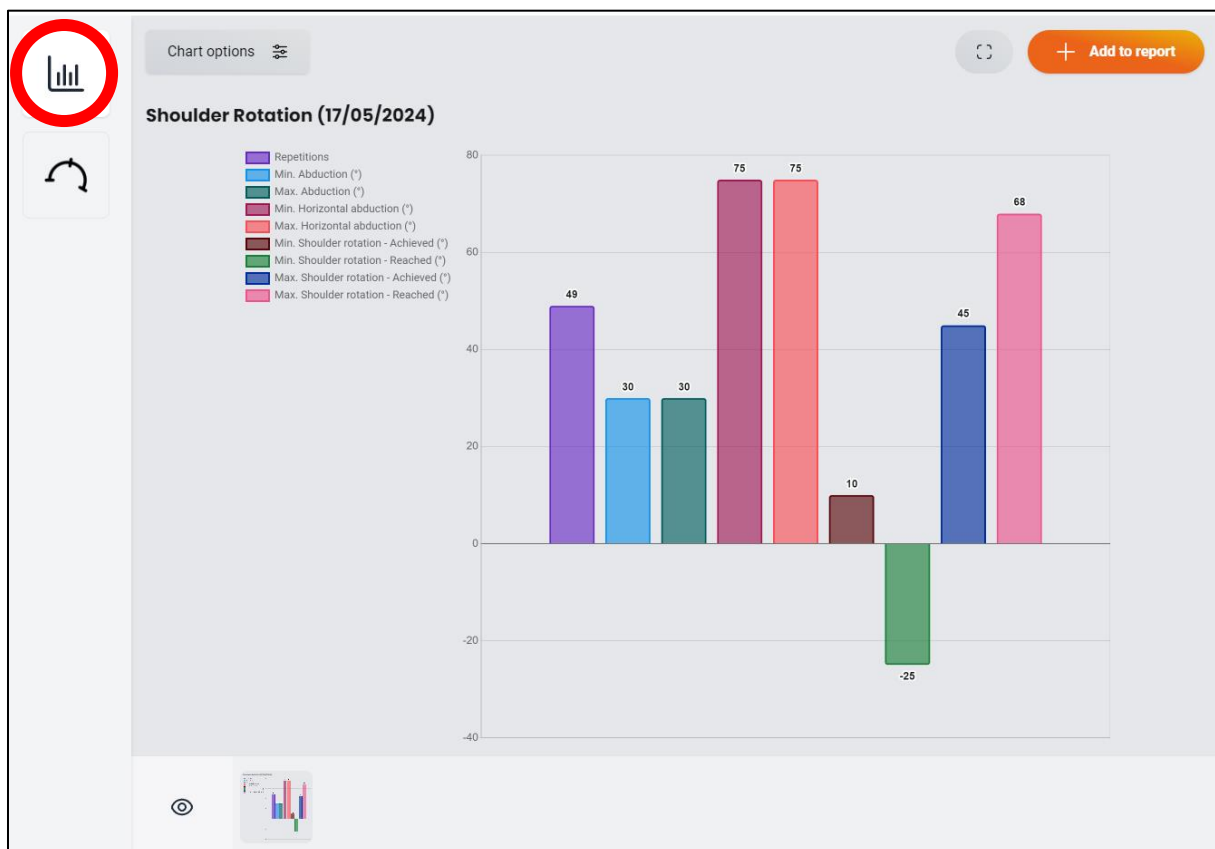 Chart options
Add to report
Shoulder Rotation (17/05/2024)
Repetitions
Min. Abduction (°)
Max. Abduction (°)
Min. Horizontal abduction (°)
Max. Horizontal abduction (°)
Min. Shoulder rotation - Achieved (°)
Min. Shoulder rotation - Reached (°)
Max. Shoulder rotation - Achieved (°)
Max. Shoulder rotation - Reached (°)
80
60
40
20
0
-20
-40
49
30
30
75
75
10
-25
45
68